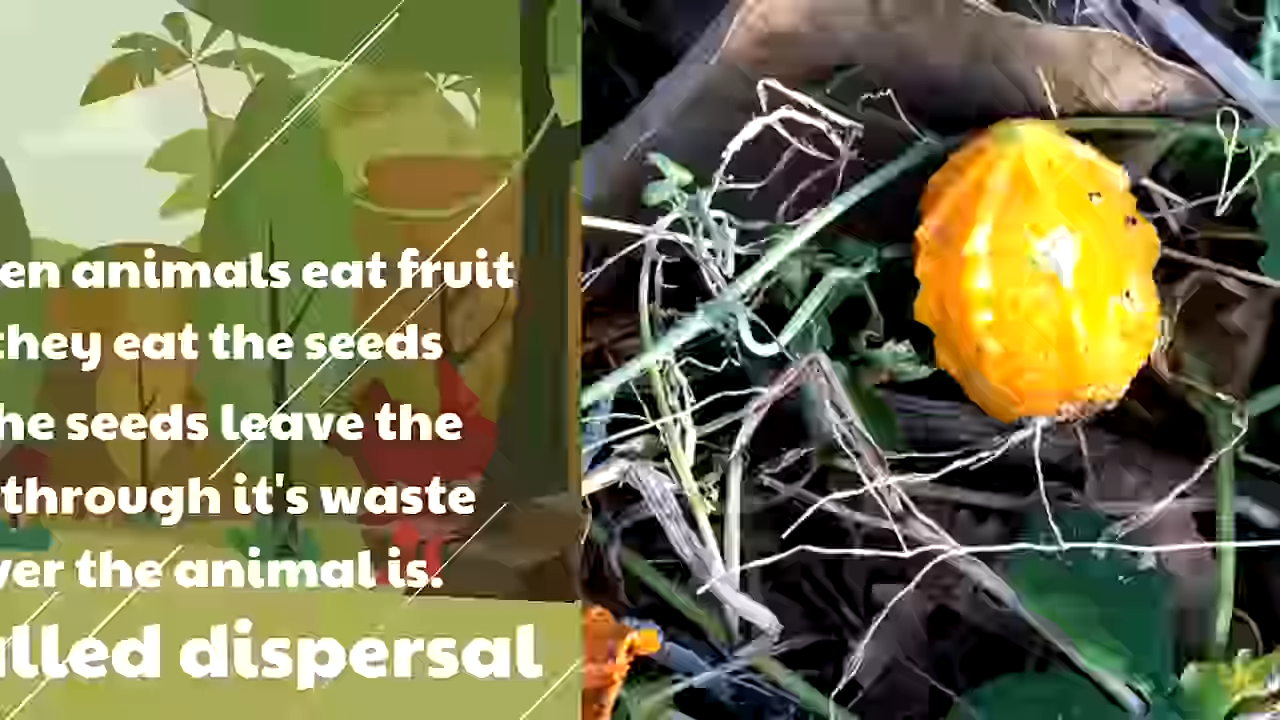 en animals eat fruit
they eat the seeds
he seeds leave the
through it's waste
ver the animal is.
alled dispersal